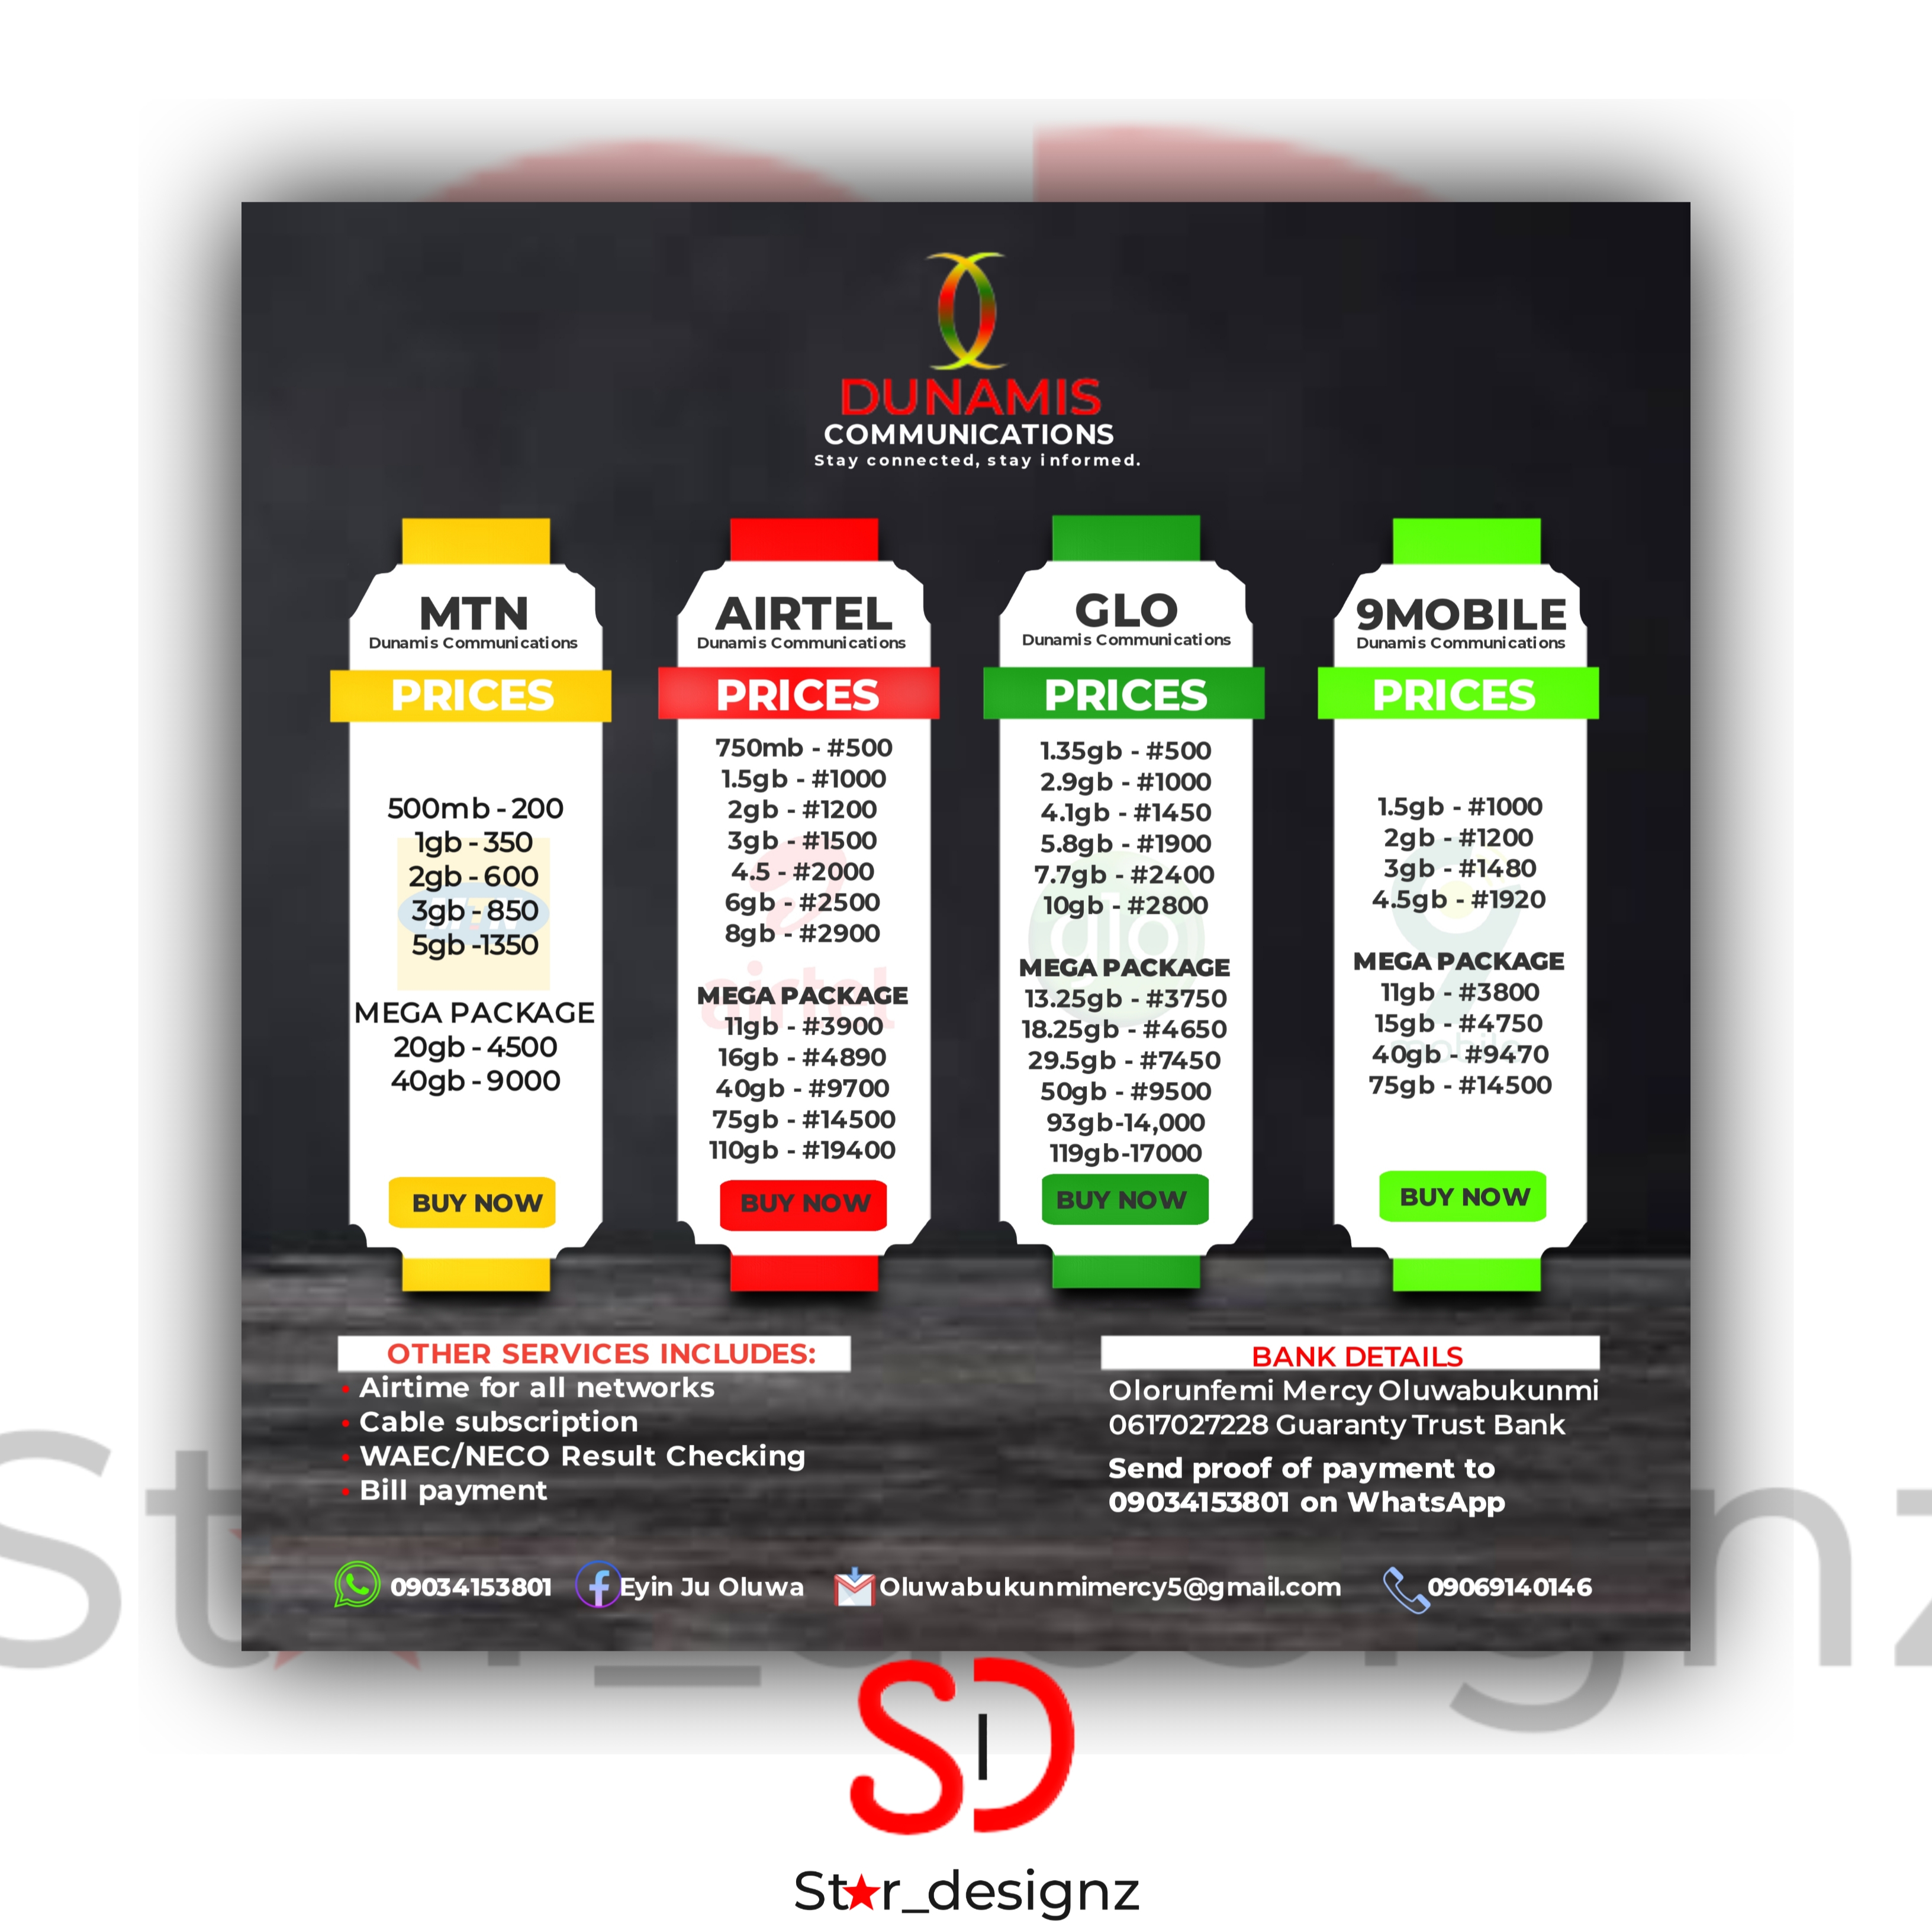 DUNAMIS
COMMUNICATIONS
Stay connected, stay informed.
MTN
Dunamis Communications
PRICES
500mb - 200
1gb - 350
2gb - 600
3gb - 850
5gb -1350
MEGA PACKAGE
20gb - 4500
40gb - 9000
BUY NOW
AIRTEL
Dunamis Communications
PRICES
750mb - #500
1.5gb - #1000
2gb - #1200
3gb - #1500
4.5 - #2000
6gb - #2500
8gb - #2900
MEGA PACKAGE
11gb - #3900
16gb - #4890
40gb - #9700
75gb - #14500
110gb - #19400
airtel
BUY NOW
GLO
Dunamis Communications
PRICES
1.35gb - #500
2.9gb - #1000
4.1gb - #1450
5.8gb - #1900
7.7gb - #2400
10gb - #2800
glo
MEGA PACKAGE
13.25gb - #3750
18.25gb - #4650
29.5gb - #7450
50gb - #9500
93gb-14,000
119gb-17000
BUY NOW
9MOBILE
Dunamis Communications
PRICES
1.5gb - #1000
2gb - #1200
3gb - #1480
4.5gb - #1920
MEGA PACKAGE
11gb - #3800
15gb - #4750
40gb - #9470
75gb - #14500
mobile
BUY NOW
OTHER SERVICES INCLUDES:
• Airtime for all networks
• Cable subscription
• WAEC/NECO Result Checking
• Bill payment
BANK DETAILS
Olorunfemi Mercy Oluwabukunmi
0617027228 Guaranty Trust Bank
Send proof of payment to
09034153801 on WhatsApp
09034153801
Eyin Ju Oluwa
Oluwabukunmimercy5@gmail.com
09069140146
SD
St★r_designz